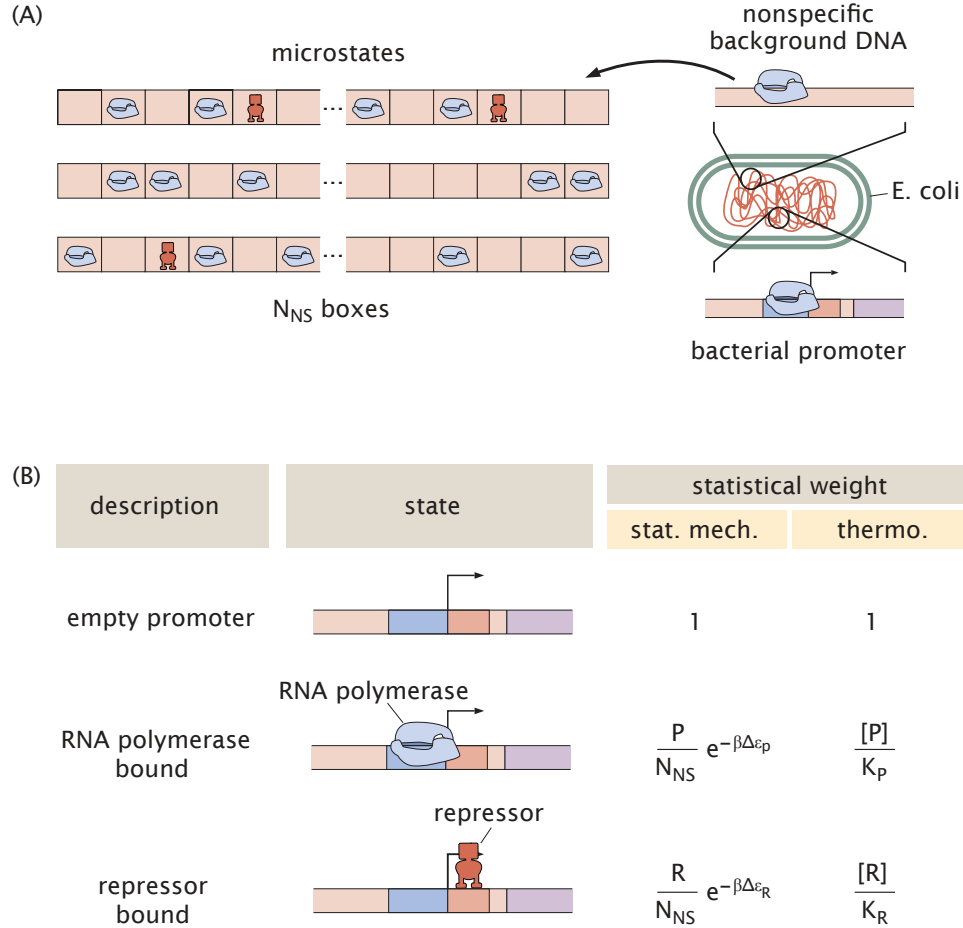 (A)
nonspecific
background DNA
microstates
...
...
...
E. coli
N_NS boxes
bacterial promoter
(B)
description
state
statistical weight
stat. mech.
thermo.
empty promoter
1
1
RNA polymerase
RNA polymerase
bound
P/N_NS e^−βΔε_P
[P]/K_P
repressor
repressor
bound
R/N_NS e^−βΔε_R
[R]/K_R